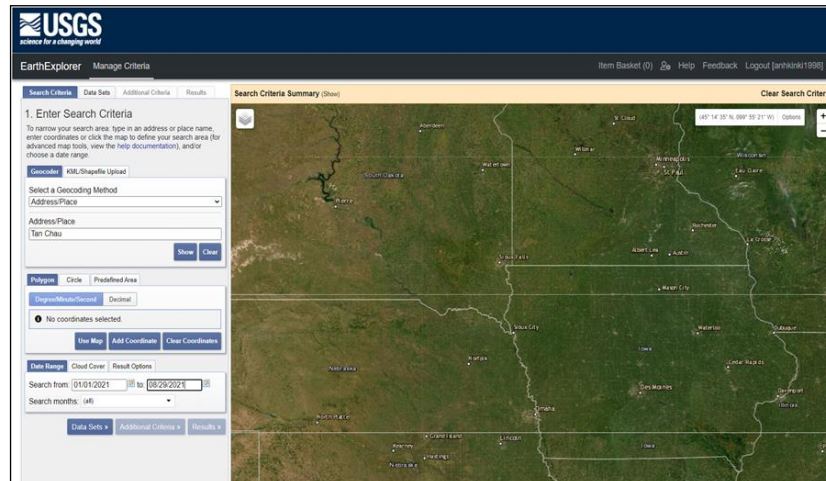 USGS
science for a changing world
EarthExplorer Manage Criteria Item Basket (0) Help Feedback Logout [anhkinki1998]
Search Criteria Data Sets Additional Criteria Results
Search Criteria Summary (Show) Clear Search Criter
1. Enter Search Criteria
To narrow your search area: type in an address or place name,
enter coordinates or click the map to define your search area (for
advanced map tools, view the help documentation), and/or
choose a date range.
Geocoder KML/Shapefile Upload
Select a Geocoding Method
Address/Place
Address/Place
Tan Chau
Show Clear
Polygon Circle Predefined Area
Degree/Minute/Second Decimal
No coordinates selected.
Use Map Add Coordinate Clear Coordinates
Date Range Cloud Cover Result Options
Search from: 01/01/2021 to: 08/29/2021
Search months: (all)
Data Sets » Additional Criteria » Results »
(45° 14' 35" N, 099° 55' 21" W) Options
+
−
Aberdeen
St Cloud
Willmar
Minneapolis
St. Paul
Wisconsin
Eau Claire
Watertown
South Dakota
Pierre
Rochester
La Crosse
Albert Lea
Austin
Sioux Falls
Mason City
Sioux City
Waterloo
Dubuque
Iowa
Norfolk
Nebraska
Cedar Rapids
Des Moines
Davenport
Illinois
Omaha
North Platte
Grand Island
Lincoln
Kearney
Hastings
Nebraska
Iowa